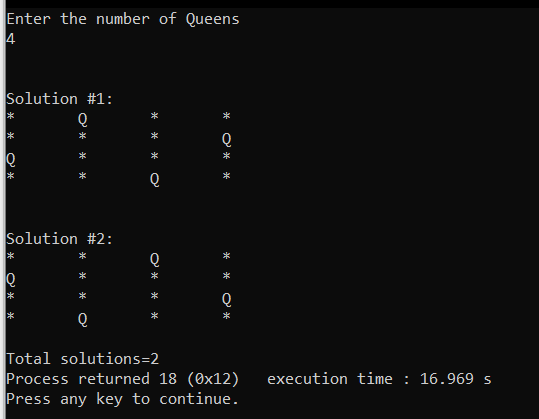 Enter the number of Queens
4
Solution #1:
* Q * *
* * * Q
Q * * *
* * Q *
Solution #2:
* * Q *
Q * * *
* * * Q
* Q * *
Total solutions=2
Process returned 18 (0x12)   execution time : 16.969 s
Press any key to continue.